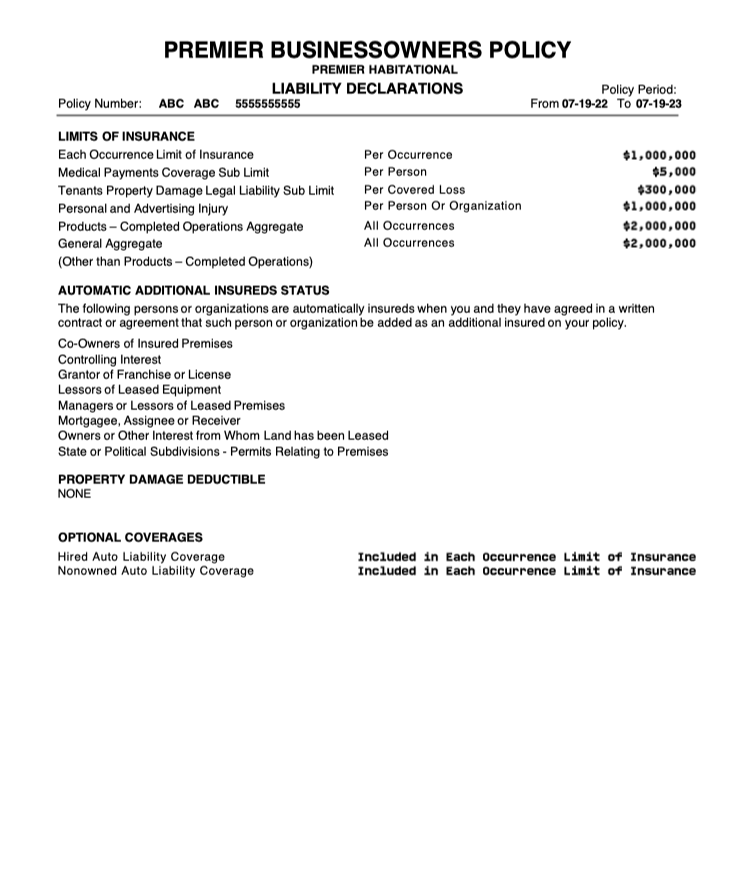 PREMIER BUSINESSOWNERS POLICY
PREMIER HABITATIONAL
LIABILITY DECLARATIONS
Policy Period:
Policy Number: ABC ABC 5555555555 From 07-19-22 To 07-19-23
LIMITS OF INSURANCE
Each Occurrence Limit of Insurance Per Occurrence $1,000,000
Medical Payments Coverage Sub Limit Per Person $5,000
Tenants Property Damage Legal Liability Sub Limit Per Covered Loss $300,000
Personal and Advertising Injury Per Person Or Organization $1,000,000
Products – Completed Operations Aggregate All Occurrences $2,000,000
General Aggregate All Occurrences $2,000,000
(Other than Products – Completed Operations)
AUTOMATIC ADDITIONAL INSUREDS STATUS
The following persons or organizations are automatically insureds when you and they have agreed in a written
contract or agreement that such person or organization be added as an additional insured on your policy.
Co-Owners of Insured Premises
Controlling Interest
Grantor of Franchise or License
Lessors of Leased Equipment
Managers or Lessors of Leased Premises
Mortgagee, Assignee or Receiver
Owners or Other Interest from Whom Land has been Leased
State or Political Subdivisions - Permits Relating to Premises
PROPERTY DAMAGE DEDUCTIBLE
NONE
OPTIONAL COVERAGES
Hired Auto Liability Coverage Included in Each Occurrence Limit of Insurance
Nonowned Auto Liability Coverage Included in Each Occurrence Limit of Insurance